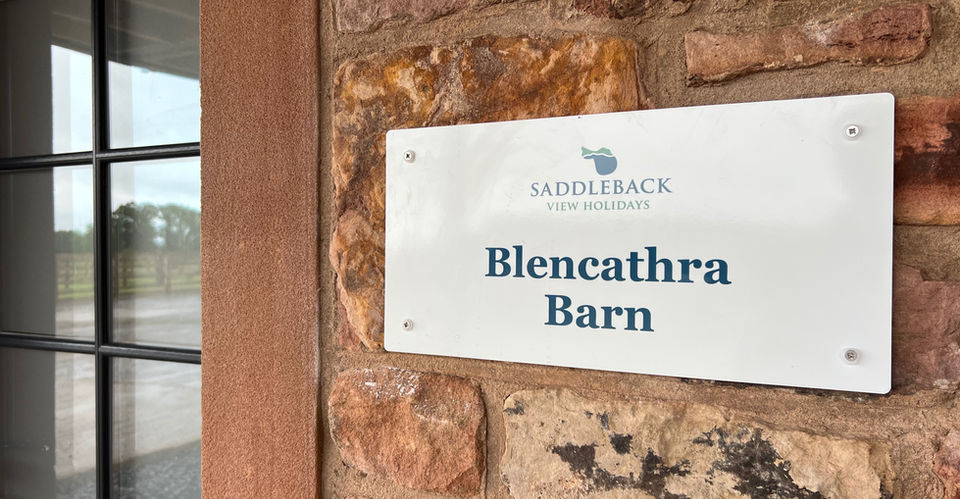 SADDLEBACK
VIEW HOLIDAYS
Blencathra
Barn